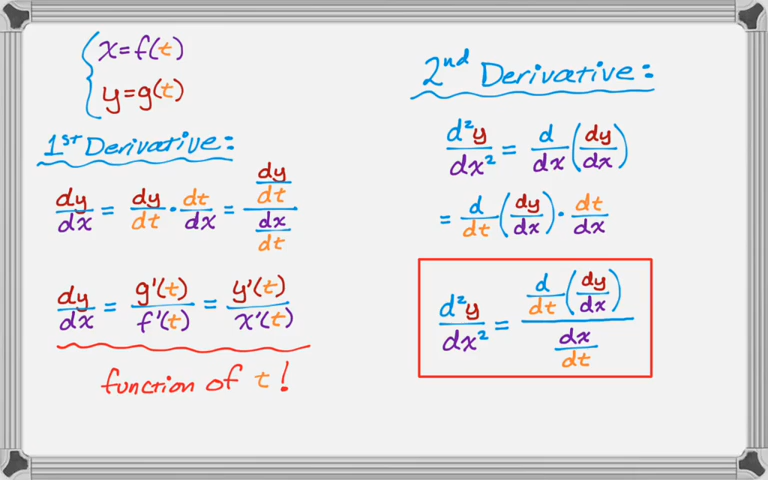 x=f(t)
y=g(t)
1st Derivative:
dy/dx = dy/dt · dt/dx = (dy/dt)/(dx/dt)
dy/dx = g'(t)/f'(t) = y'(t)/x'(t)
function of t!
2nd Derivative:
d²y/dx² = d/dx (dy/dx)
= d/dt (dy/dx) · dt/dx
d²y/dx² = (d/dt (dy/dx))/(dx/dt)